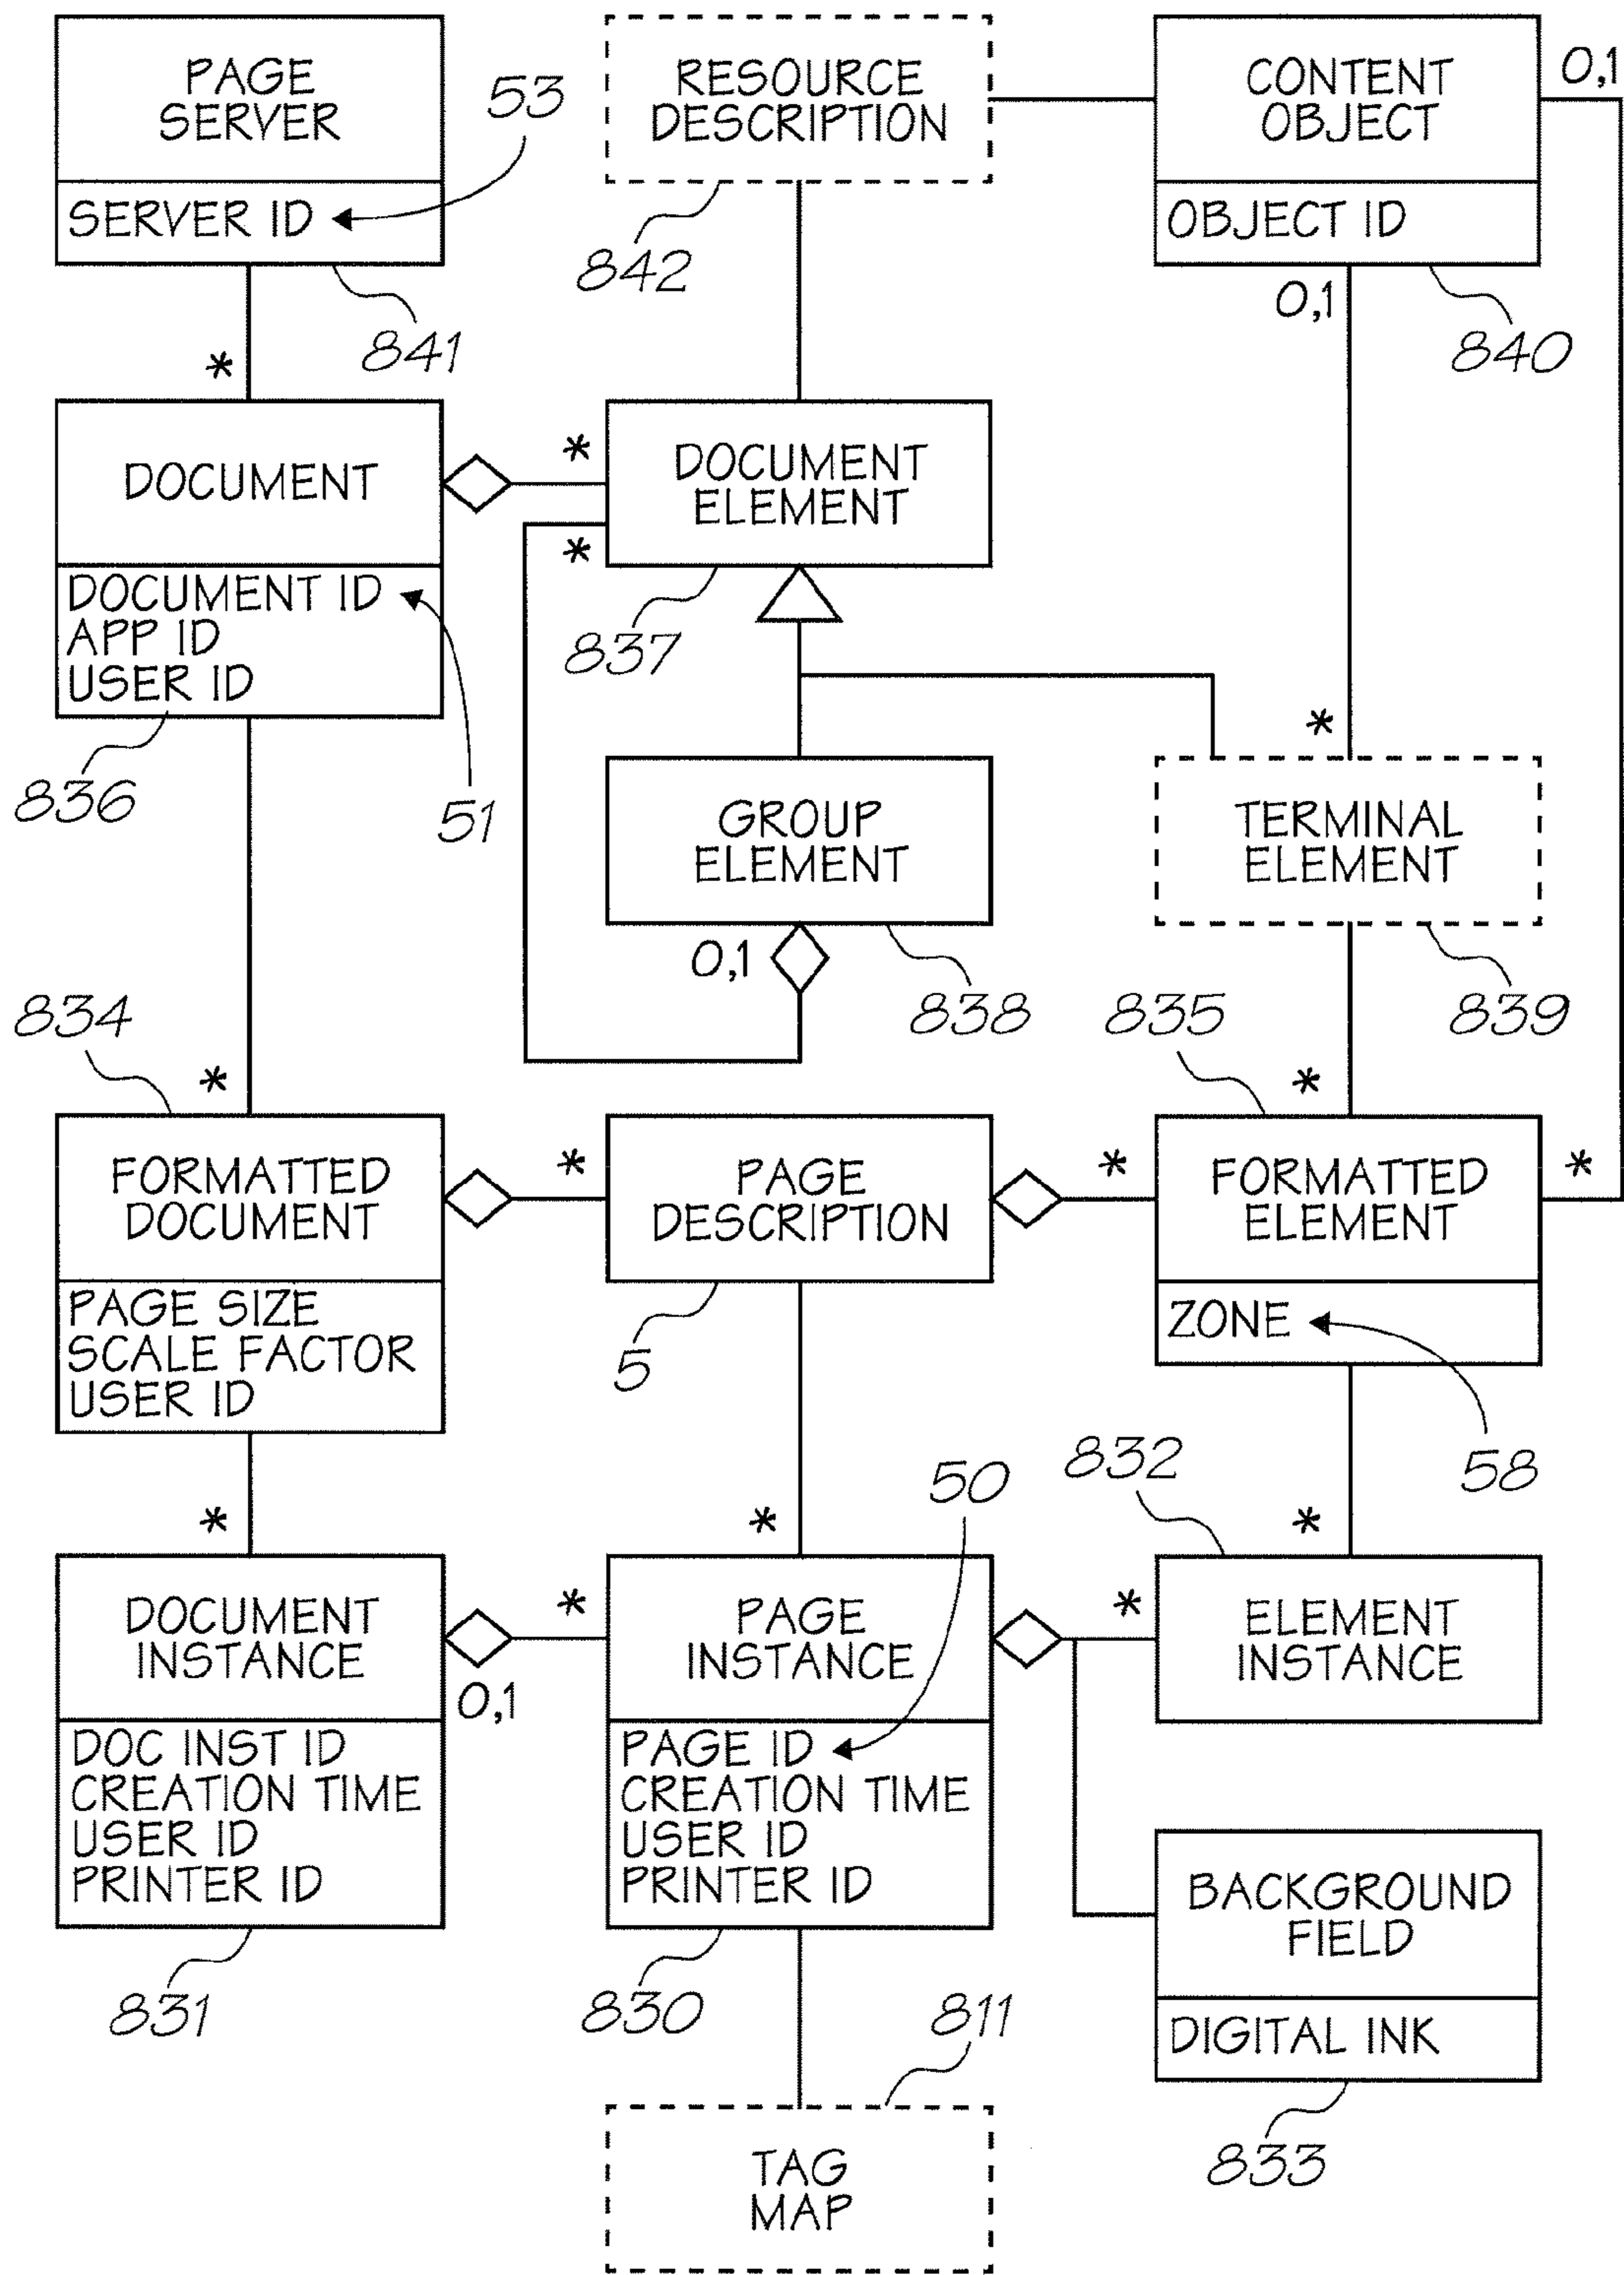 PAGE
SERVER
SERVER ID
53
841
RESOURCE
DESCRIPTION
842
CONTENT
OBJECT
OBJECT ID
0,1
0,1
840
*
DOCUMENT
DOCUMENT ID
APP ID
USER ID
836
51
*
*
DOCUMENT
ELEMENT
837
GROUP
ELEMENT
0,1
838
*
TERMINAL
ELEMENT
839
834
*
FORMATTED
DOCUMENT
PAGE SIZE
SCALE FACTOR
USER ID
*
PAGE
DESCRIPTION
5
835
*
*
FORMATTED
ELEMENT
*
ZONE
58
*
DOCUMENT
INSTANCE
0,1
DOC INST ID
CREATION TIME
USER ID
PRINTER ID
831
*
50
*
PAGE
INSTANCE
PAGE ID
CREATION TIME
USER ID
PRINTER ID
830
832
*
*
ELEMENT
INSTANCE
BACKGROUND
FIELD
DIGITAL INK
833
811
TAG
MAP